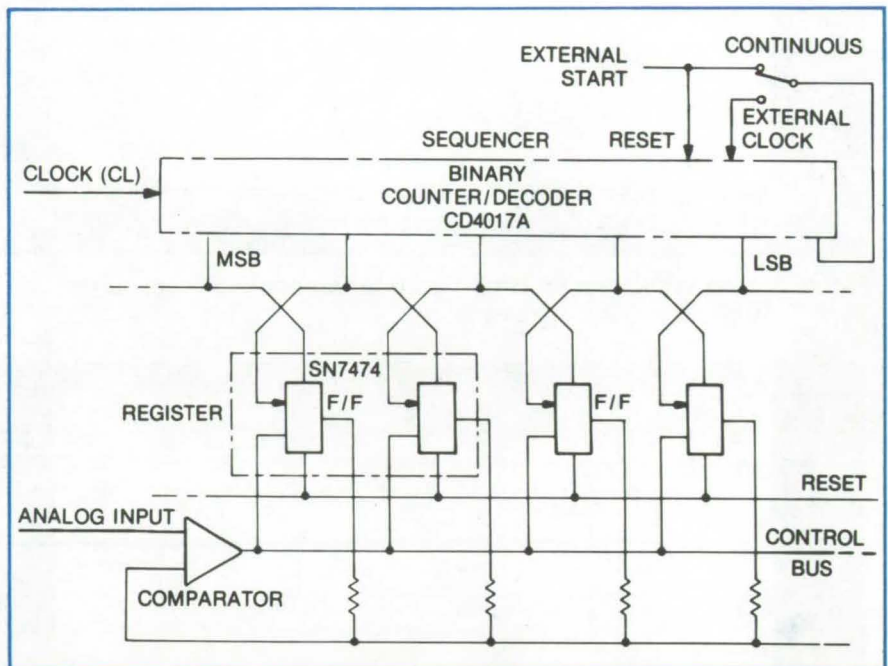 EXTERNAL
START
CONTINUOUS
EXTERNAL
CLOCK
SEQUENCER
RESET
CLOCK (CL)
BINARY
COUNTER/DECODER
CD4017A
MSB
LSB
SN7474
F/F
F/F
REGISTER
RESET
ANALOG INPUT
CONTROL
BUS
COMPARATOR